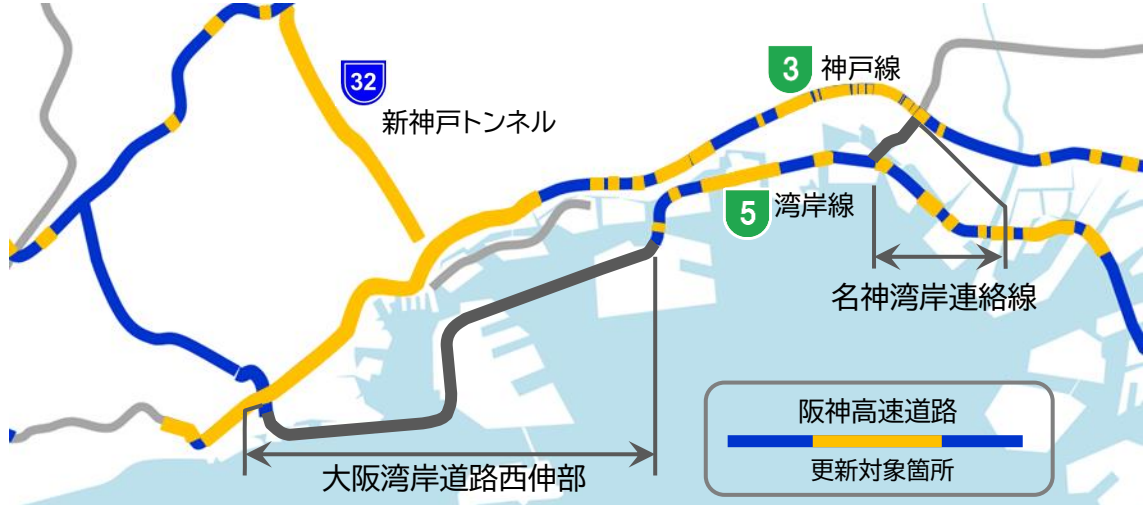 3 神戸線
32
新神戸トンネル
5 湾岸線
名神湾岸連絡線
大阪湾岸道路西伸部
阪神高速道路
更新対象箇所